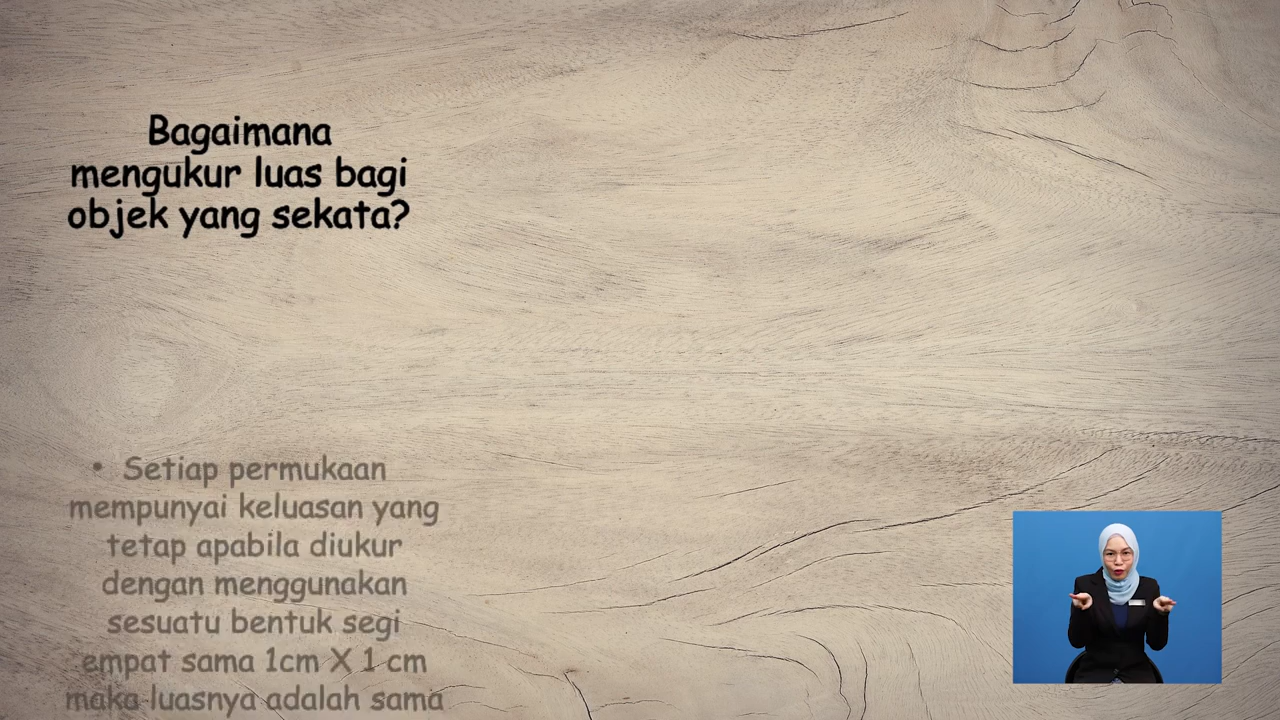 Bagaimana
mengukur luas bagi
objek yang sekata?
• Setiap permukaan
mempunyai keluasan yang
tetap apabila diukur
dengan menggunakan
sesuatu bentuk segi
empat sama 1cm X 1 cm
maka luasnya adalah sama